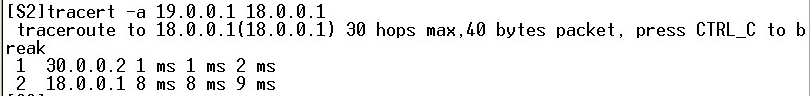 [S2]tracert -a 19.0.0.1 18.0.0.1
traceroute to 18.0.0.1(18.0.0.1) 30 hops max,40 bytes packet, press CTRL_C to b
reak
1 30.0.0.2 1 ms 1 ms 2 ms
2 18.0.0.1 8 ms 8 ms 9 ms